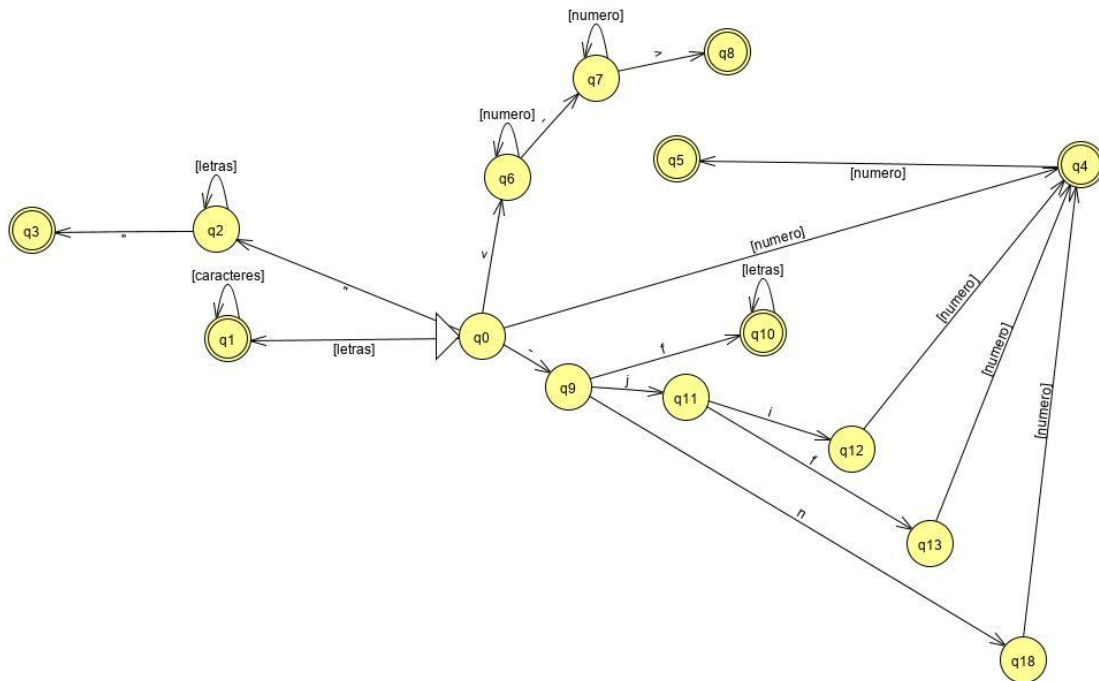 [numero]
q7
>
q8
[numero]
,
q6
q5
[numero]
q4
[letras]
q2
"
q3
"
<
[numero]
[caracteres]
q1
[letras]
q0
[letras]
q10
-
f
q9
j
q11
i
q12
[numero]
f
[numero]
q13
n
[numero]
q18